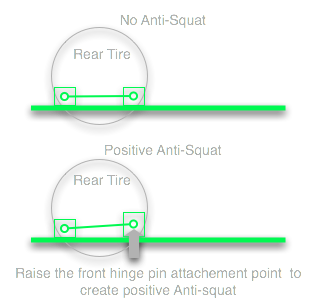 No Anti-Squat
Rear Tire
Positive Anti-Squat
Rear Tire
Raise the front hinge pin attachement point to
create positive Anti-squat